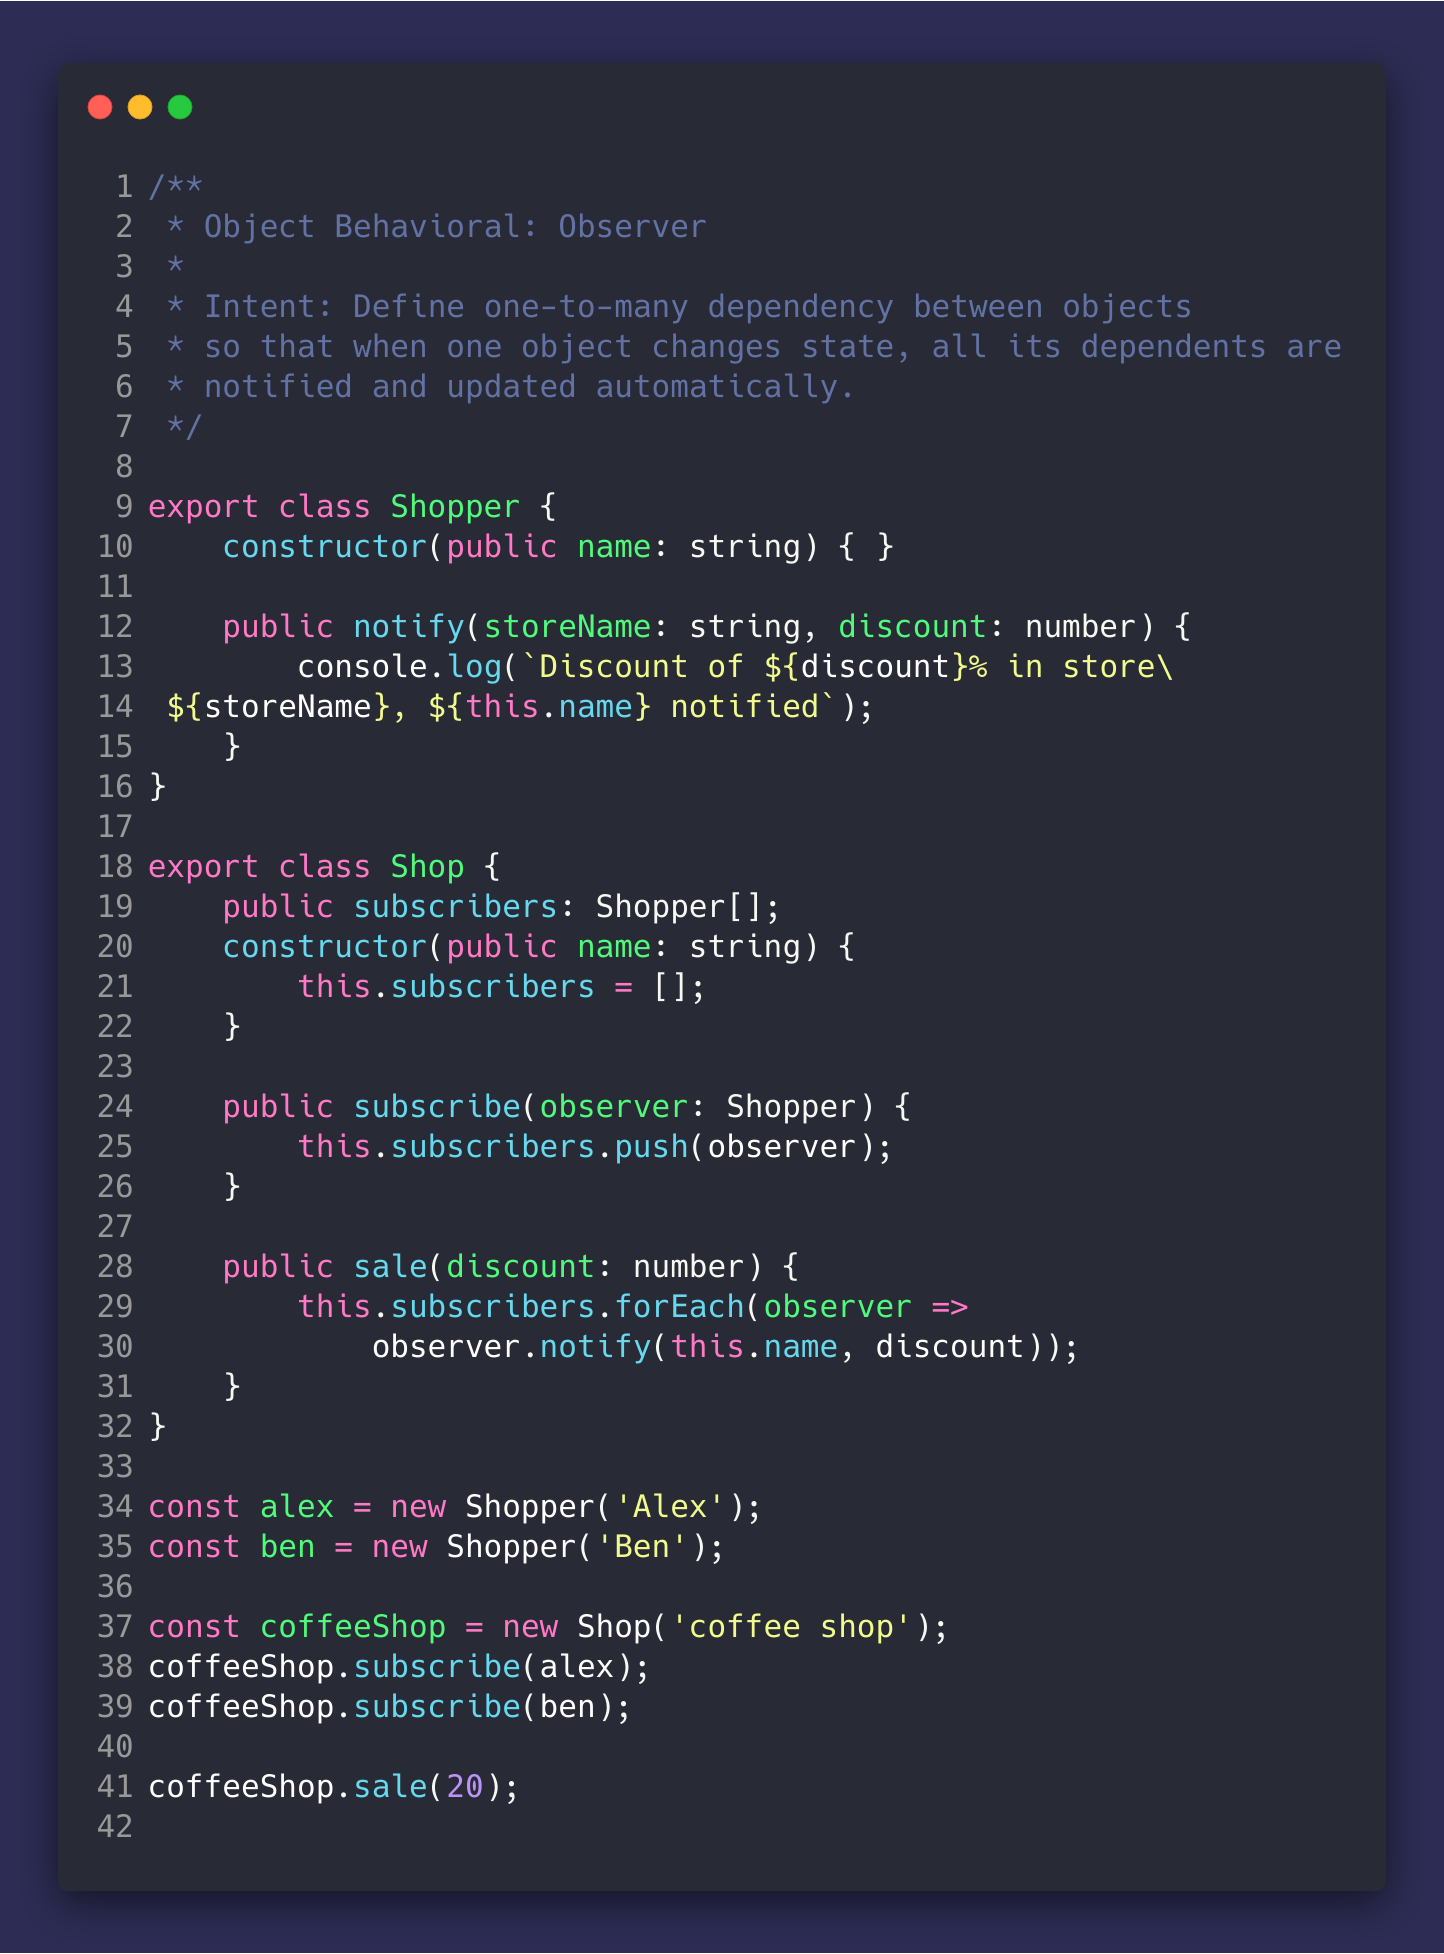 1 /**
2  * Object Behavioral: Observer
3  *
4  * Intent: Define one-to-many dependency between objects
5  * so that when one object changes state, all its dependents are
6  * notified and updated automatically.
7  */
8
9 export class Shopper {
10     constructor(public name: string) { }
11
12     public notify(storeName: string, discount: number) {
13         console.log(`Discount of ${discount}% in store\
14  ${storeName}, ${this.name} notified`);
15     }
16 }
17
18 export class Shop {
19     public subscribers: Shopper[];
20     constructor(public name: string) {
21         this.subscribers = [];
22     }
23
24     public subscribe(observer: Shopper) {
25         this.subscribers.push(observer);
26     }
27
28     public sale(discount: number) {
29         this.subscribers.forEach(observer =>
30             observer.notify(this.name, discount));
31     }
32 }
33
34 const alex = new Shopper('Alex');
35 const ben = new Shopper('Ben');
36
37 const coffeeShop = new Shop('coffee shop');
38 coffeeShop.subscribe(alex);
39 coffeeShop.subscribe(ben);
40
41 coffeeShop.sale(20);
42